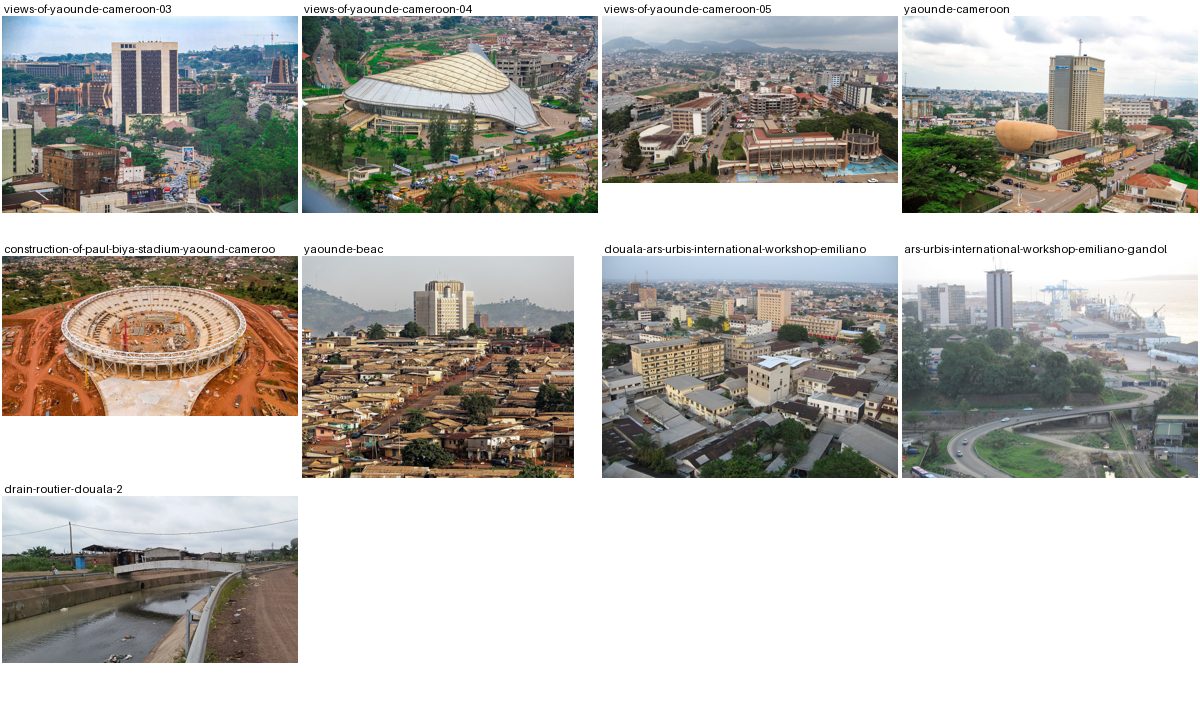 views-of-yaounde-cameroon-03
views-of-yaounde-cameroon-04
views-of-yaounde-cameroon-05
yaounde-cameroon
construction-of-paul-biya-stadium-yaound-cameroo
yaounde-beac
douala-ars-urbis-international-workshop-emiliano
ars-urbis-international-workshop-emiliano-gandol
drain-routier-douala-2